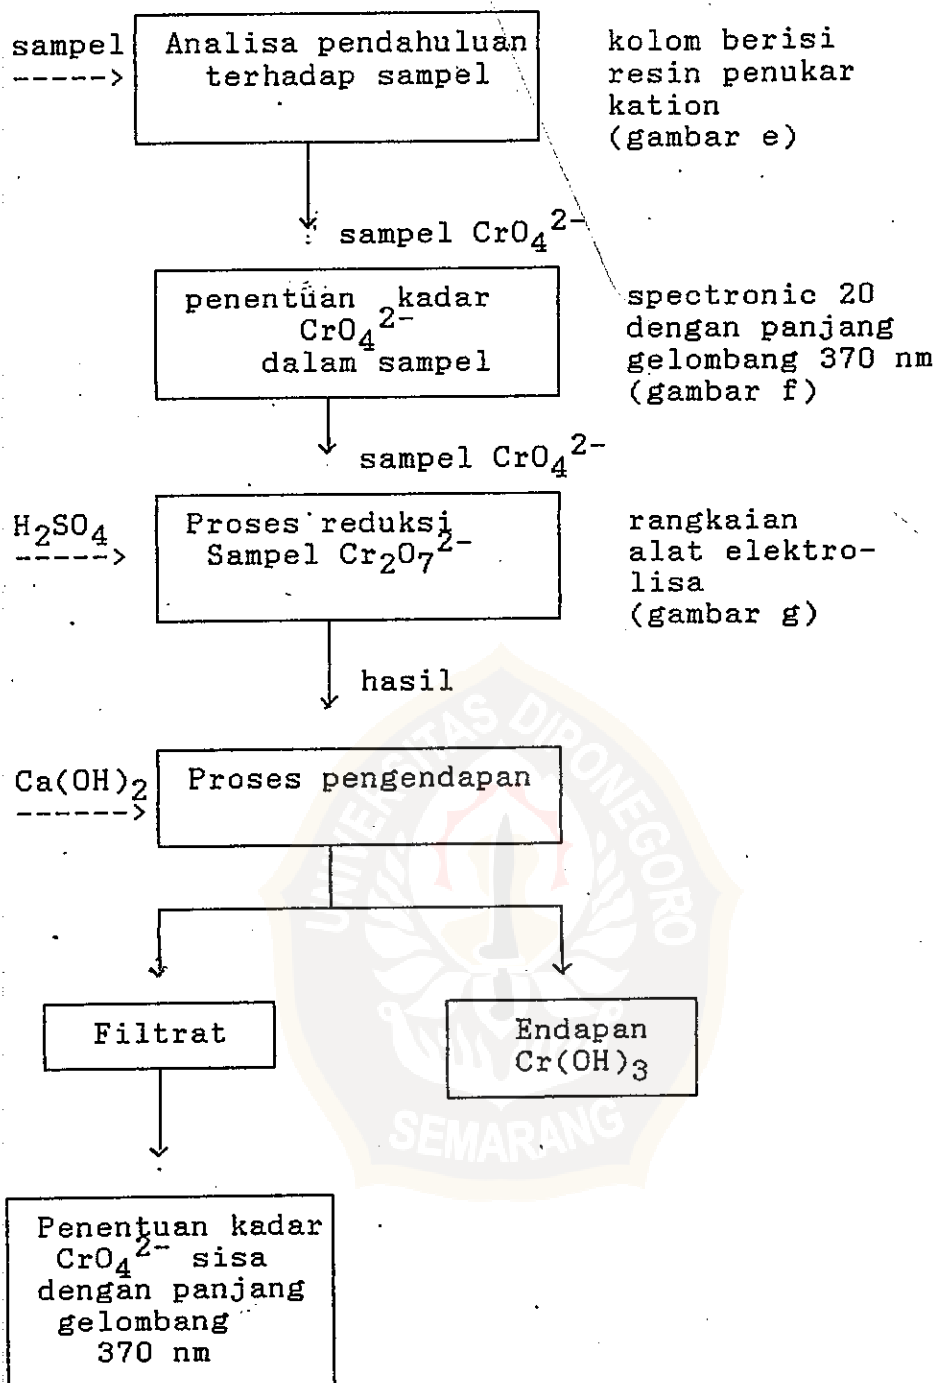 sampel
----->
Analisa pendahuluan
terhadap sampel
kolom berisi
resin penukar
kation
(gambar e)
sampel CrO₄²⁻
penentuan kadar
CrO₄²⁻
dalam sampel
spectronic 20
dengan panjang
gelombang 370 nm
(gambar f)
sampel CrO₄²⁻
H₂SO₄
----->
Proses reduksi
Sampel Cr₂O₇²⁻
rangkaian
alat elektro-
lisa
(gambar g)
hasil
Ca(OH)₂
------>
Proses pengendapan
UNIVERSITAS DIPONEGORO
Filtrat
Endapan
Cr(OH)₃
SEMARANG
Penentuan kadar
CrO₄²⁻ sisa
dengan panjang
gelombang
370 nm